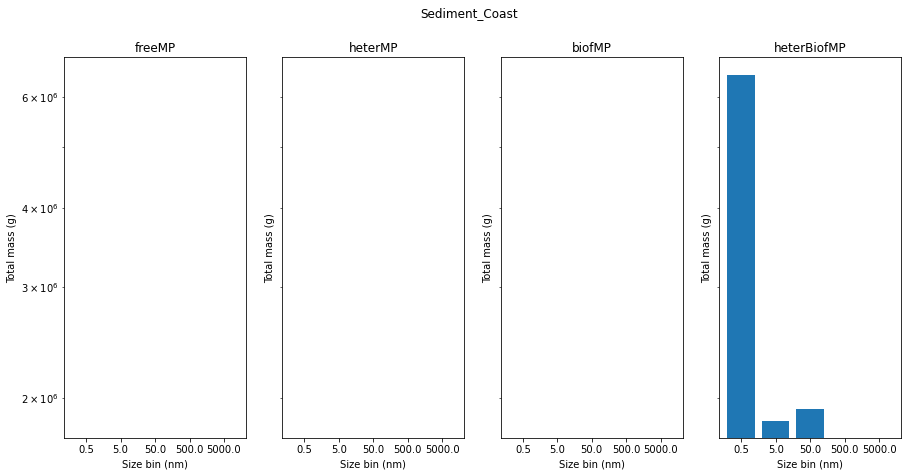 Sediment_Coast
freeMP
heterMP
biofMP
heterBiofMP
6 × 10⁶
4 × 10⁶
3 × 10⁶
2 × 10⁶
Total mass (g)
Total mass (g)
Total mass (g)
Total mass (g)
0.5 5.0 50.0 500.0 5000.0
0.5 5.0 50.0 500.0 5000.0
0.5 5.0 50.0 500.0 5000.0
0.5 5.0 50.0 500.0 5000.0
Size bin (nm)
Size bin (nm)
Size bin (nm)
Size bin (nm)